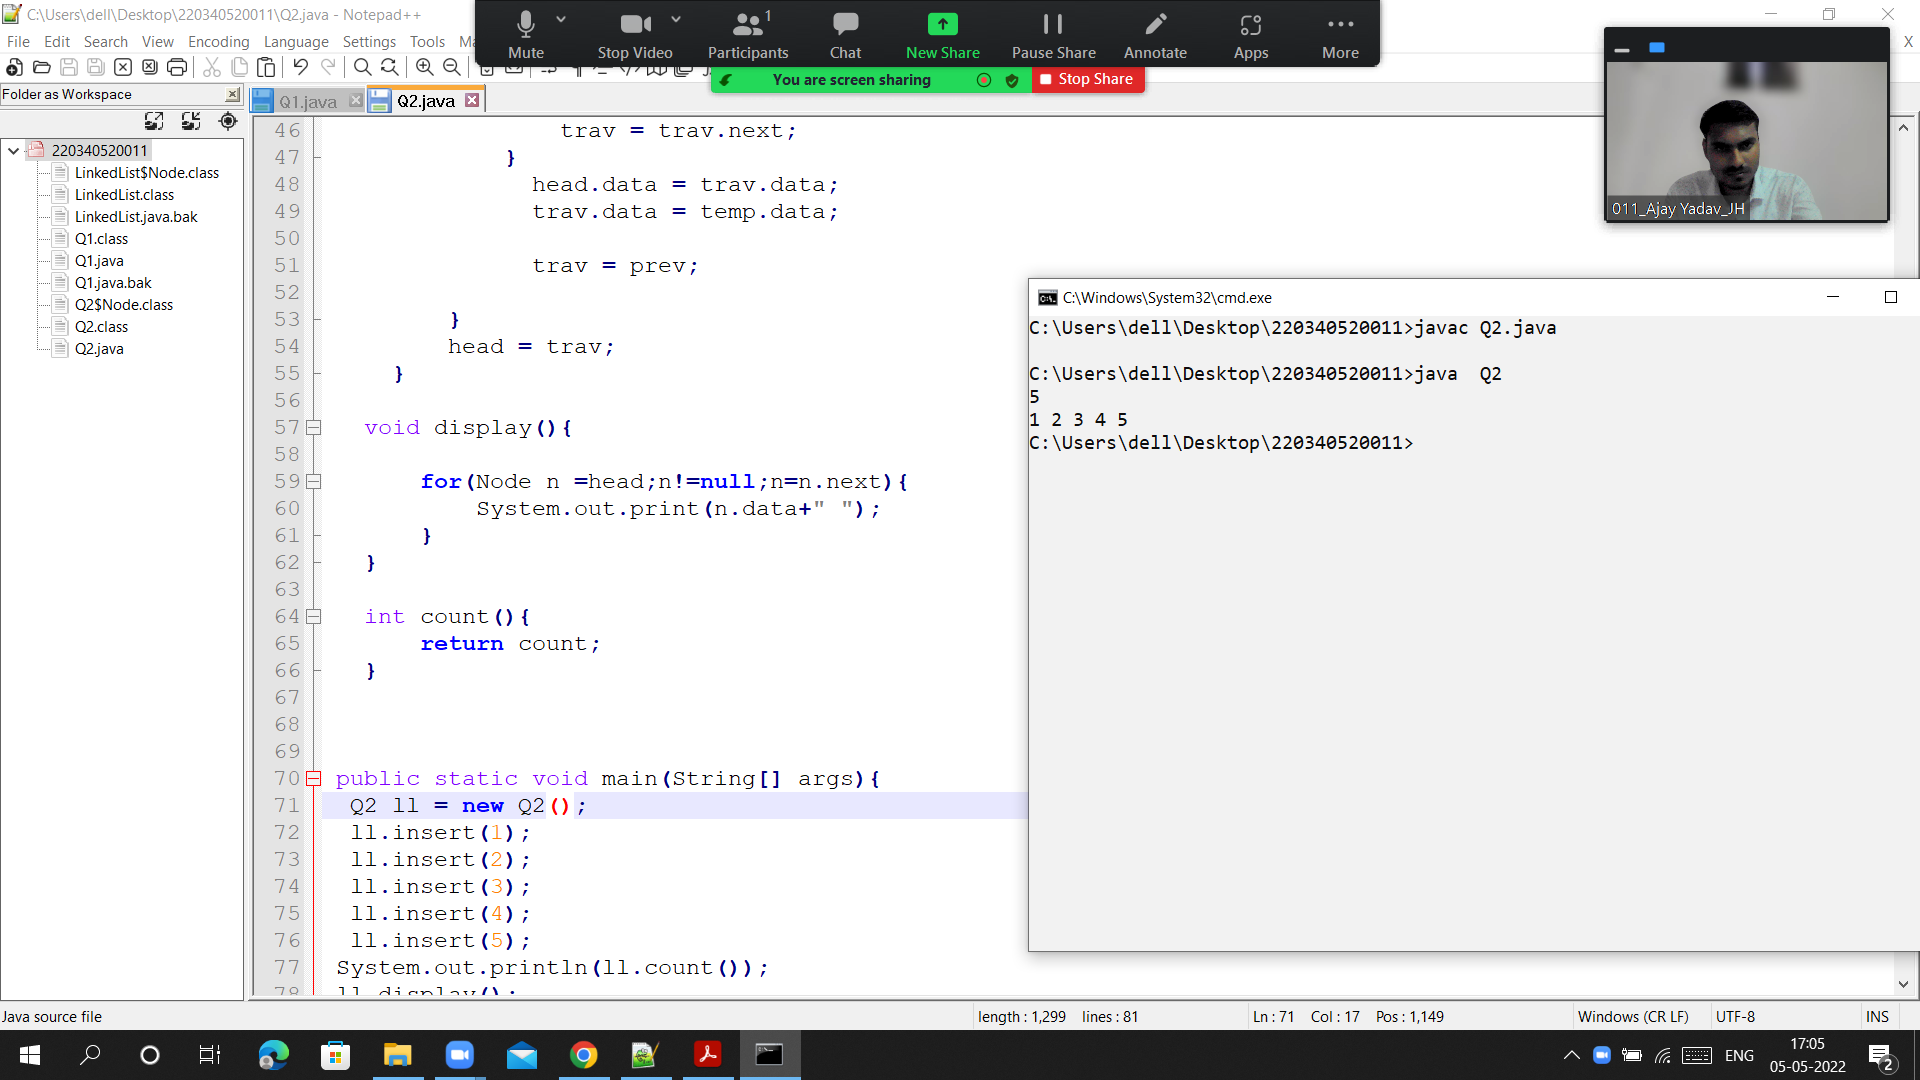 C:\Users\dell\Desktop\220340520011\Q2.java - Notepad++
File Edit Search View Encoding Language Settings Tools
Mute
Stop Video
1
Participants
Chat
New Share
Pause Share
Annotate
Apps
More
You are screen sharing
Stop Share
X
Folder as Workspace
Q1.java
Q2.java
220340520011
LinkedList$Node.class
LinkedList.class
LinkedList.java.bak
Q1.class
Q1.java
Q1.java.bak
Q2$Node.class
Q2.class
Q2.java
46 trav = trav.next;
47 }
48 head.data = trav.data;
49 trav.data = temp.data;
50
51 trav = prev;
52
53 }
54 head = trav;
55 }
56
57 void display(){
58
59 for(Node n =head;n!=null;n=n.next){
60 System.out.print(n.data+" ");
61 }
62 }
63
64 int count(){
65 return count;
66 }
67
68
69
70 public static void main(String[] args){
71 Q2 ll = new Q2();
72 ll.insert(1);
73 ll.insert(2);
74 ll.insert(3);
75 ll.insert(4);
76 ll.insert(5);
77 System.out.println(ll.count());
78 ll.display();
011_Ajay Yadav_JH
C:\Windows\System32\cmd.exe
C:\Users\dell\Desktop\220340520011>javac Q2.java
C:\Users\dell\Desktop\220340520011>java  Q2
5
1 2 3 4 5
C:\Users\dell\Desktop\220340520011>
Java source file
length : 1,299 lines : 81
Ln : 71 Col : 17 Pos : 1,149
Windows (CR LF)
UTF-8
INS
ENG
17:05
05-05-2022
2